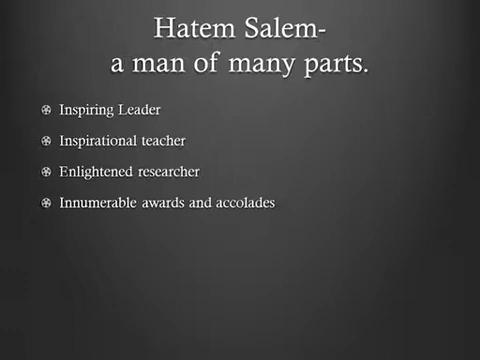 Hatem Salem-
a man of many parts.
Inspiring Leader
Inspirational teacher
Enlightened researcher
Innumerable awards and accolades